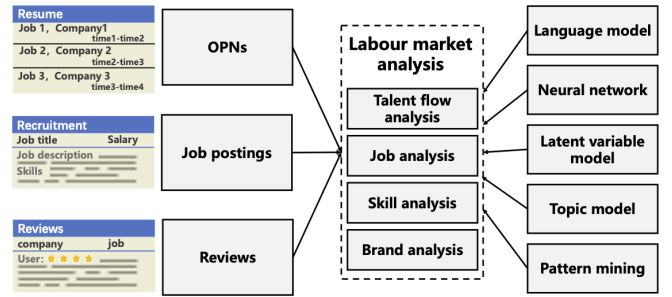 Resume
Job 1, Company1
time1-time2
Job 2, Company 2
time2-time3
Job 3, Company 3
time3-time4
OPNs
Recruitment
Job title Salary
Job description
Skills
Job postings
Reviews
company job
User:
Reviews
Labour market
analysis
Talent flow
analysis
Job analysis
Skill analysis
Brand analysis
Language model
Neural network
Latent variable
model
Topic model
Pattern mining